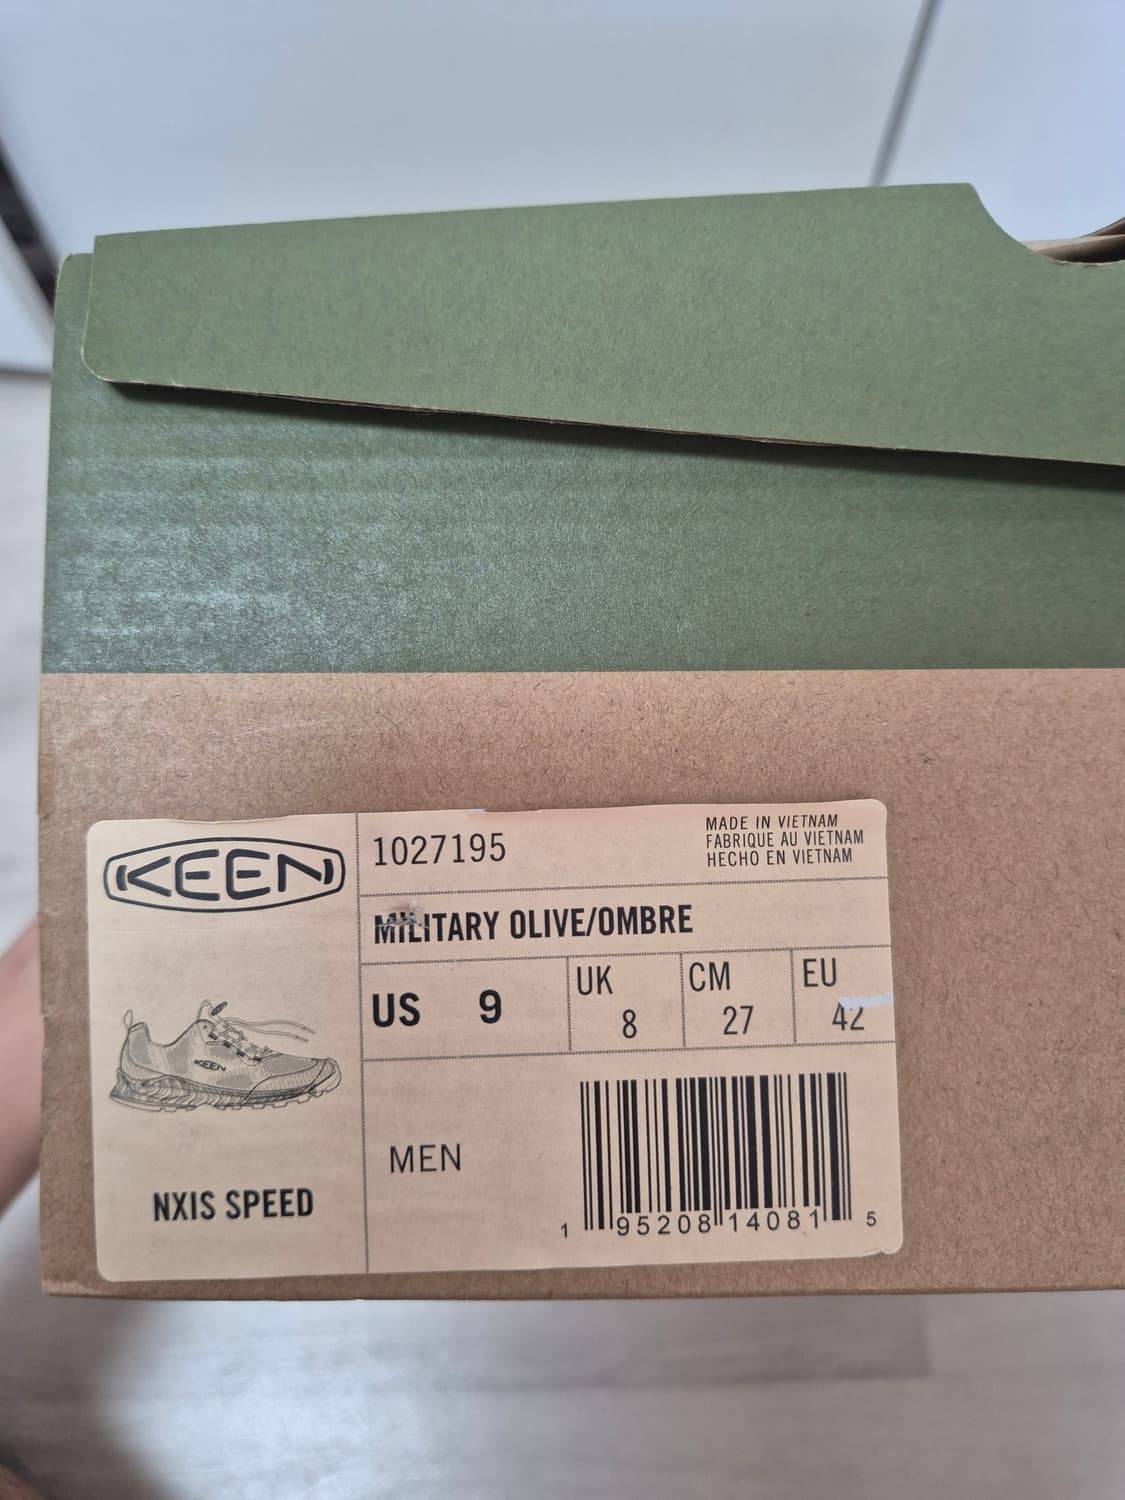 KEEN
1027195
MADE IN VIETNAM
FABRIQUE AU VIETNAM
HECHO EN VIETNAM
MILITARY OLIVE/OMBRE
US 9
UK 8
CM 27
EU 42
KEEN
NXIS SPEED
MEN
1 95208 14081 5